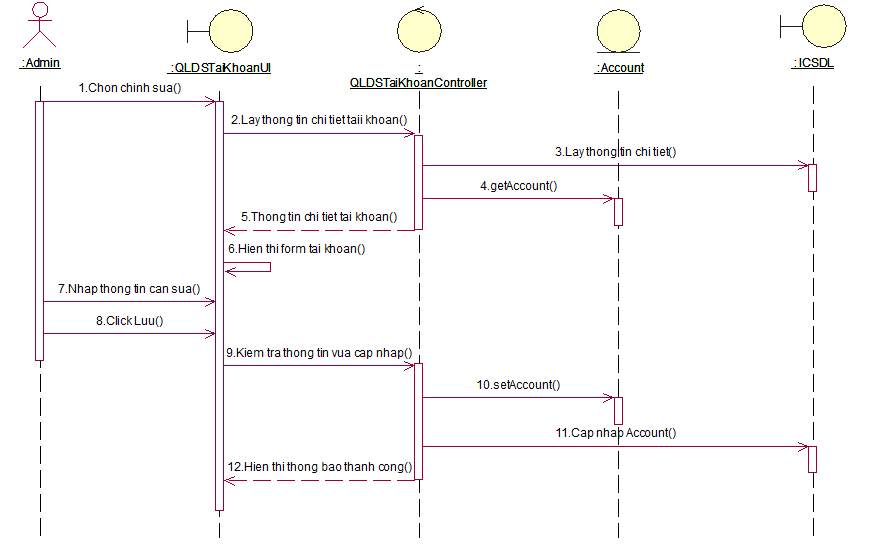 :Admin
:QLDSTaiKhoanUI
:
QLDSTaiKhoanController
:Account
:ICSDL
1.Chon chinh sua()
2.Lay thong tin chi tiet taii khoan()
3.Lay thong tin chi tiet()
4.getAccount()
5.Thong tin chi tiet tai khoan()
6.Hien thi form tai khoan()
7.Nhap thong tin can sua()
8.Click Luu()
9.Kiem tra thong tin vua cap nhap()
10.setAccount()
11.Cap nhap Account()
12.Hien thi thong bao thanh cong()